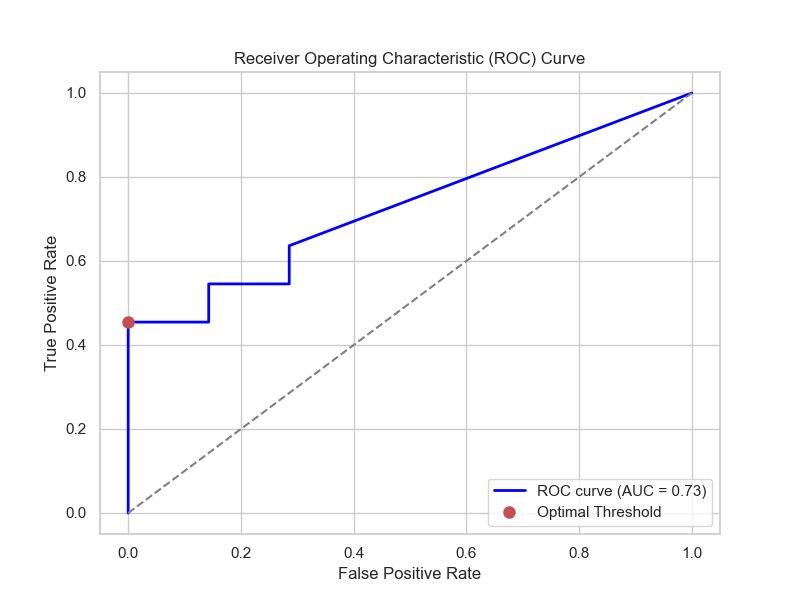 Receiver Operating Characteristic (ROC) Curve
True Positive Rate
1.0
0.8
0.6
0.4
0.2
0.0
0.0 0.2 0.4 0.6 0.8 1.0
False Positive Rate
ROC curve (AUC = 0.73)
Optimal Threshold